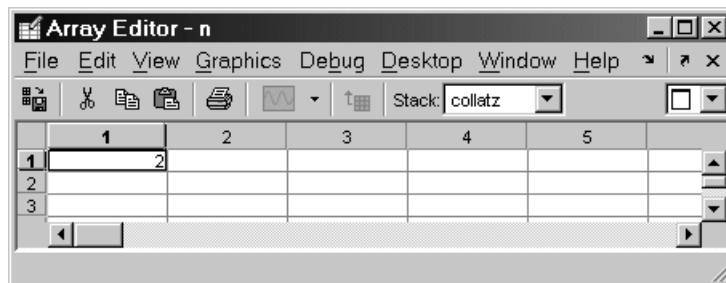 Array Editor - n
File Edit View Graphics Debug Desktop Window Help
Stack: collatz
1 2 3 4 5
1 2
2
3